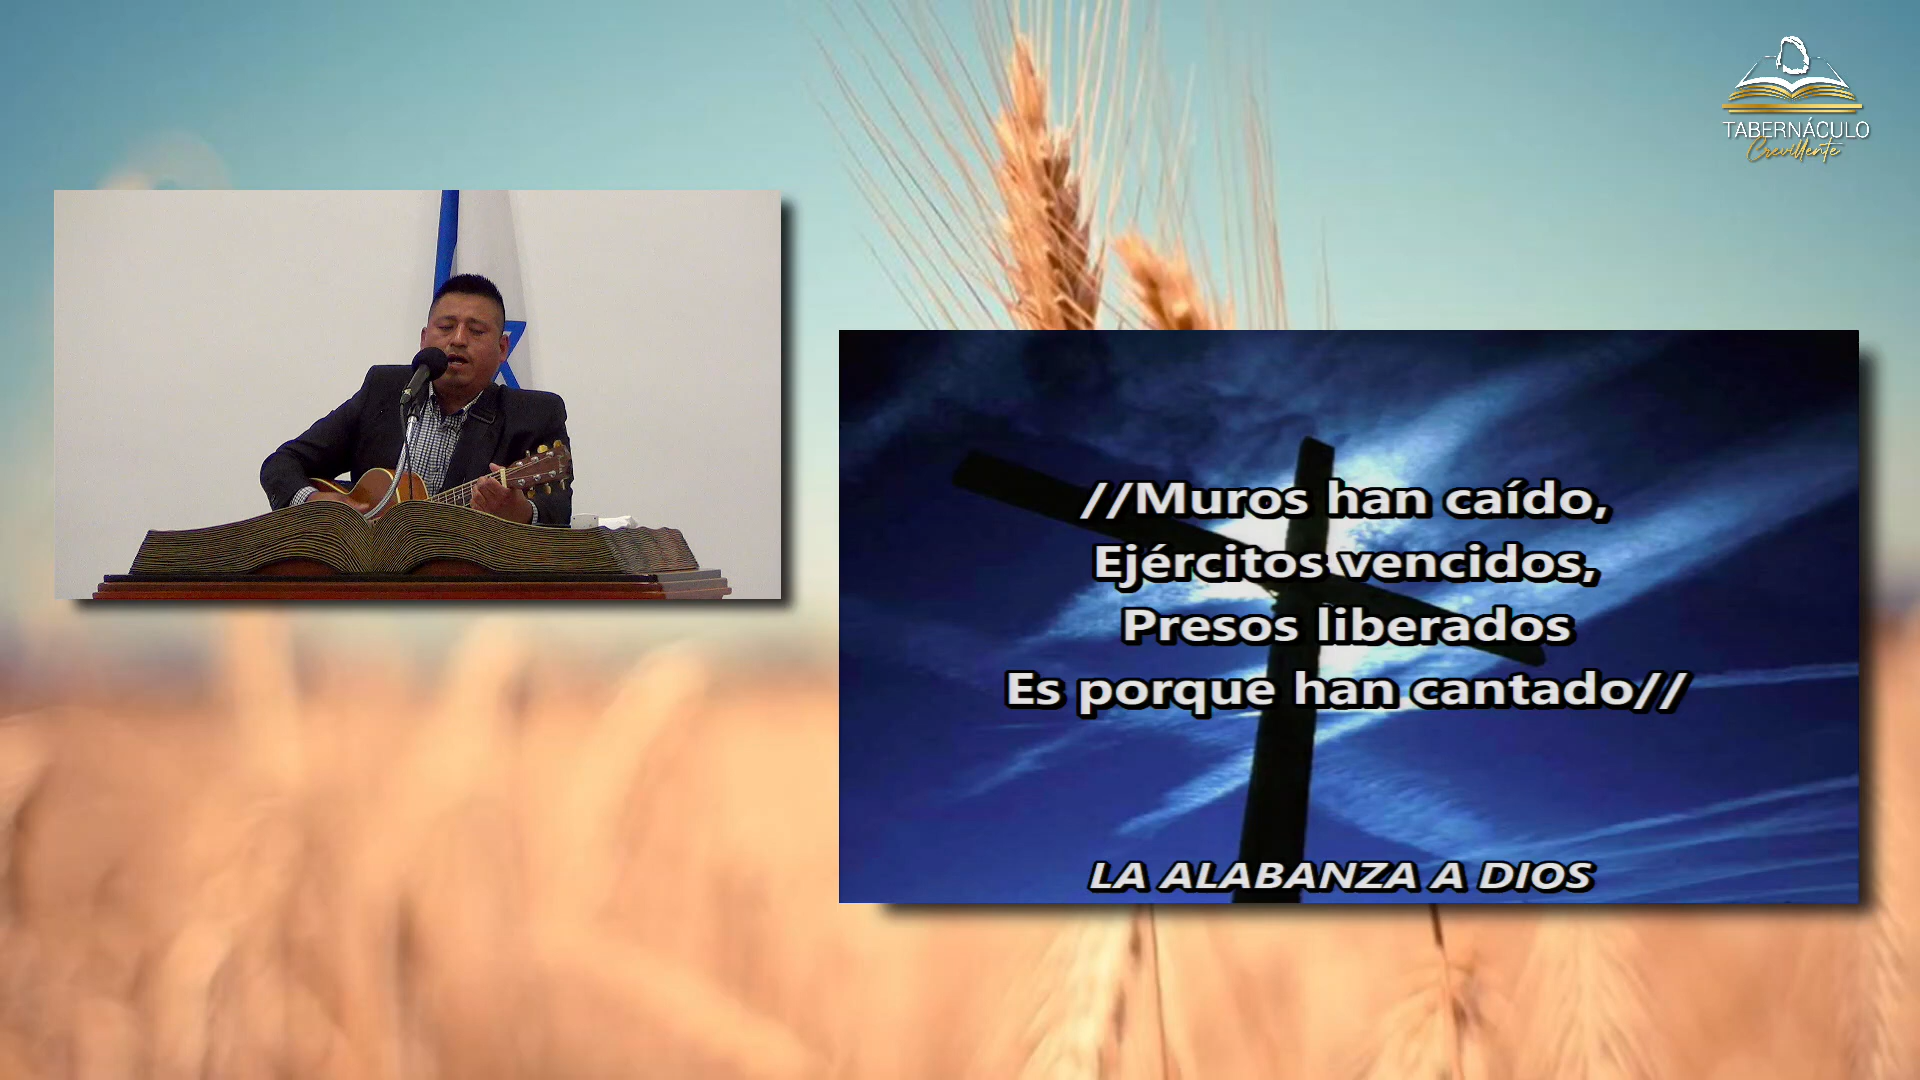 TABERNÁCULO
Crevillente
//Muros han caído,
Ejércitos vencidos,
Presos liberados
Es porque han cantado//
LA ALABANZA A DIOS